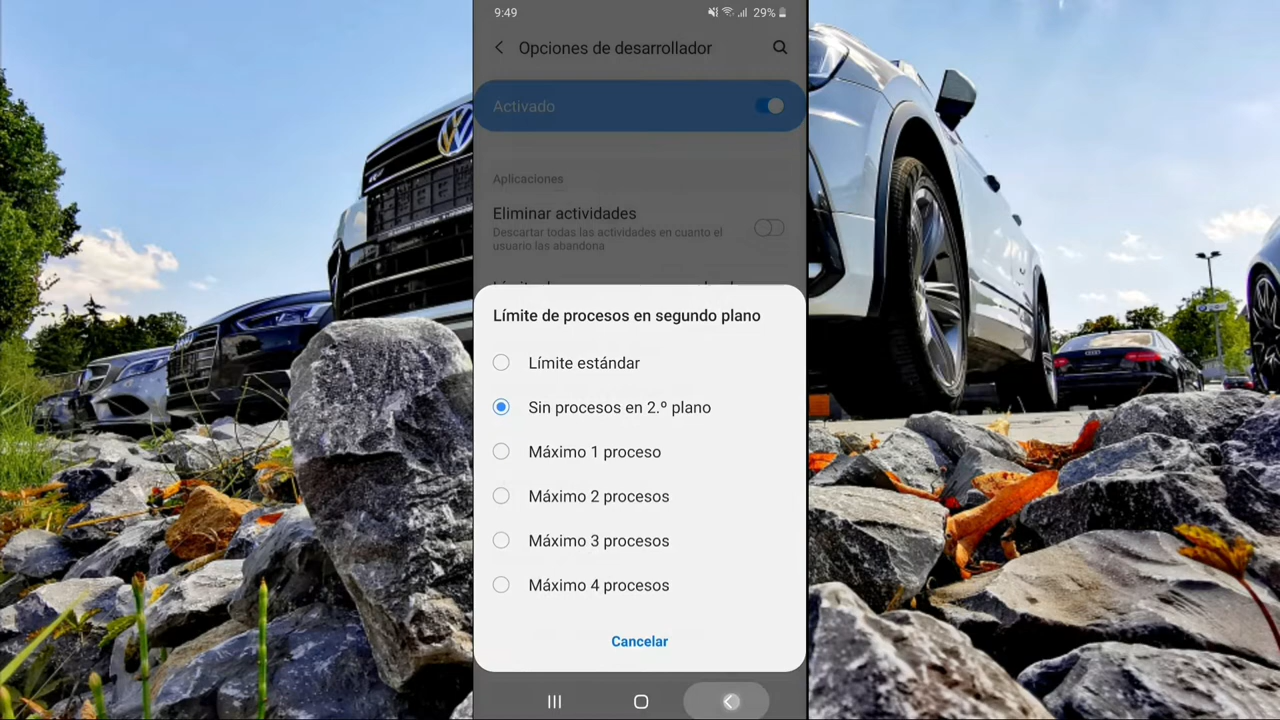 9:49
29%
Opciones de desarrollador
Activado
Aplicaciones
Eliminar actividades
Descartar todas las actividades en cuanto el
usuario las abandona
Límite de procesos en segundo plano
Límite estándar
Sin procesos en 2.º plano
Máximo 1 proceso
Máximo 2 procesos
Máximo 3 procesos
Máximo 4 procesos
Cancelar